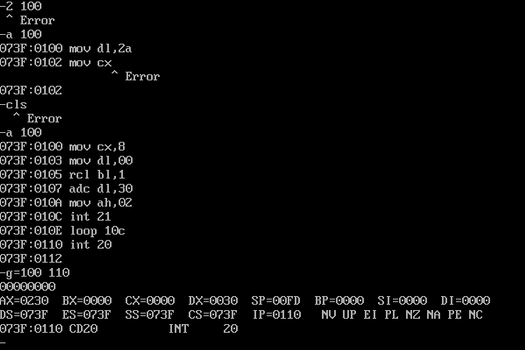 -2 100
^ Error
-a 100
073F:0100 mov dl,2a
073F:0102 mov cx
^ Error
073F:0102
-cls
^ Error
-a 100
073F:0100 mov cx,8
073F:0103 mov dl,00
073F:0105 rcl bl,1
073F:0107 adc dl,30
073F:010A mov ah,02
073F:010C int 21
073F:010E loop 10c
073F:0110 int 20
073F:0112
-g=100 110
00000000
AX=0230 BX=0000 CX=0000 DX=0030 SP=00FD BP=0000 SI=0000 DI=0000
DS=073F ES=073F SS=073F CS=073F IP=0110 NV UP EI PL NZ NA PE NC
073F:0110 CD20 INT 20
-